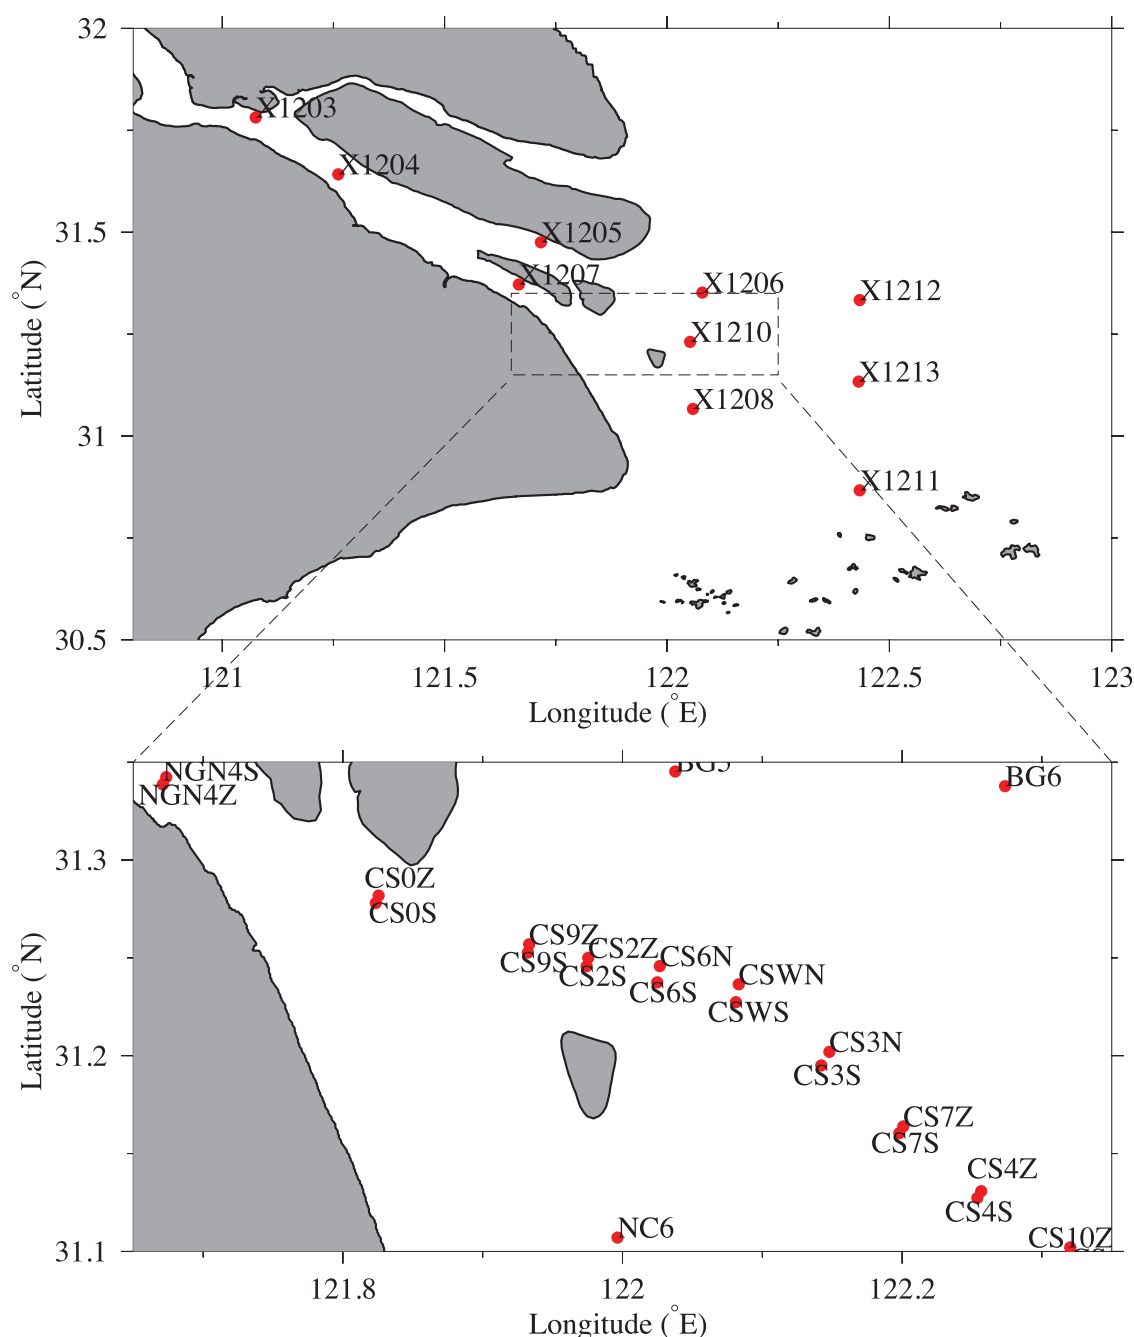 32
X1203
X1204
31.5
X1205
X1207
X1206
X1212
X1210
X1213
X1208
31
X1211
30.5
121
121.5
122
122.5
123
Latitude (°N)
Longitude (°E)
NGN4S
NGN4Z
BG5
BG6
31.3
CS0Z
CS0S
CS9Z
CS2Z
CS6N
CS9S
CS2S
CS6S
CSWN
CSWS
31.2
CS3N
CS3S
CS7Z
CS7S
CS4Z
CS4S
NC6
CS10Z
31.1
121.8
122
122.2
Latitude (°N)
Longitude (°E)